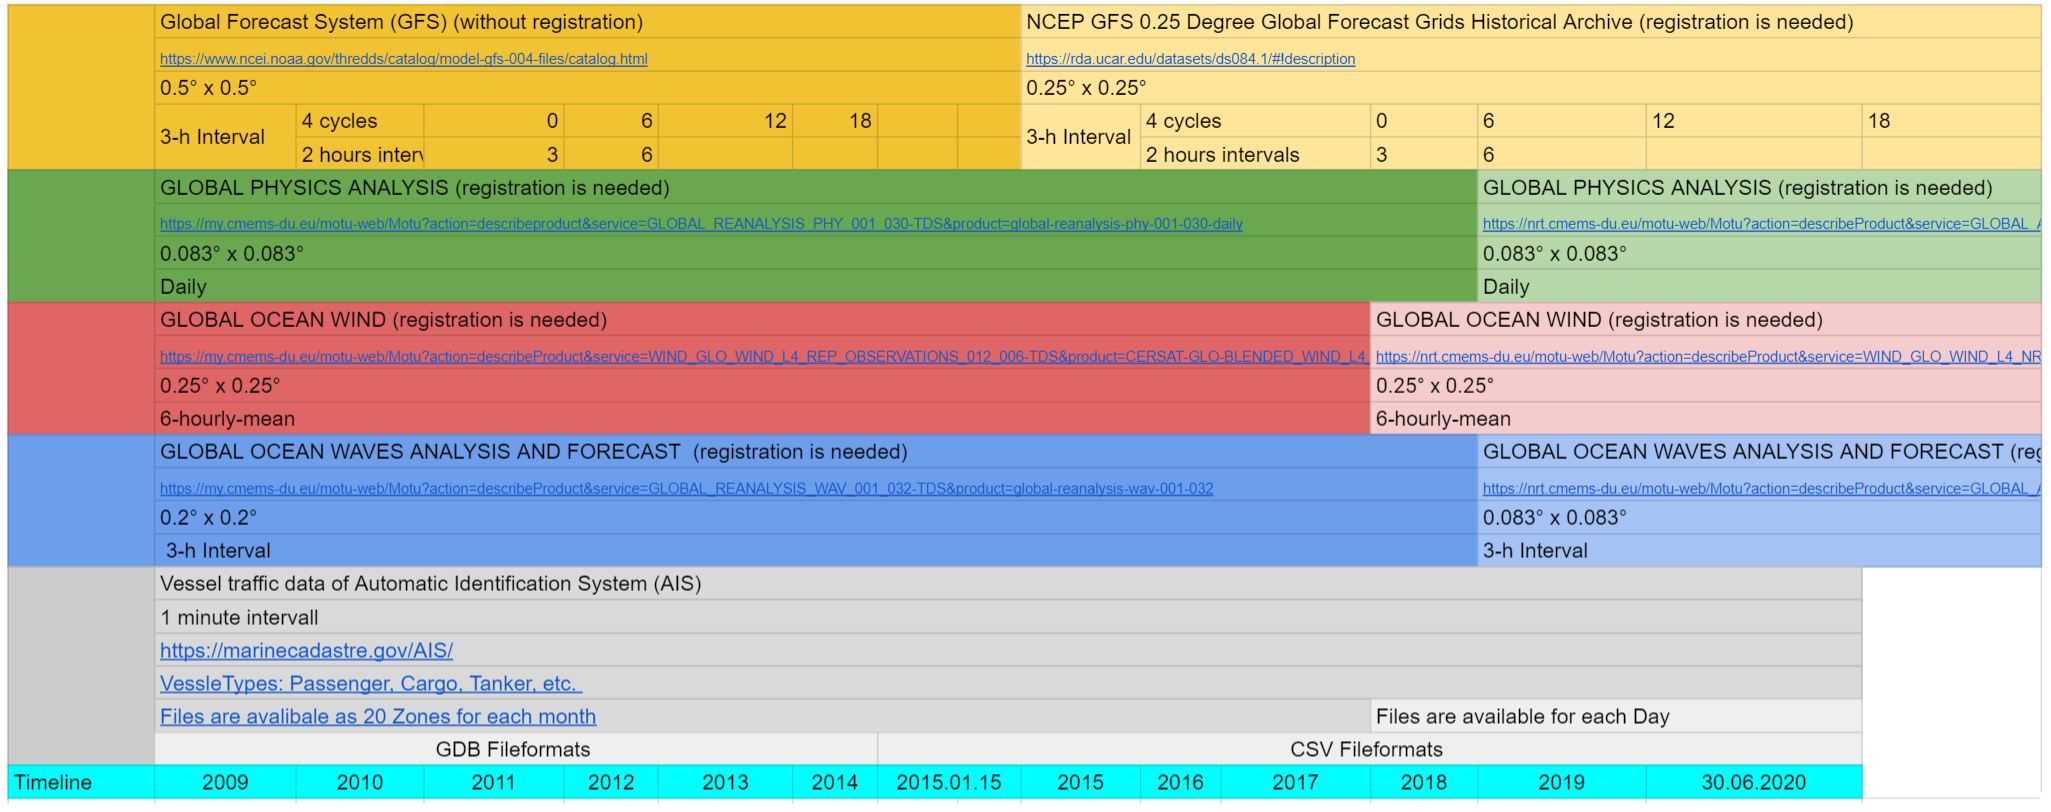 Global Forecast System (GFS) (without registration) NCEP GFS 0.25 Degree Global Forecast Grids Historical Archive (registration is needed)
https://www.ncei.noaa.gov/thredds/catalog/model-gfs-004-files/catalog.html https://rda.ucar.edu/datasets/ds084.1/#!description
0.5° x 0.5° 0.25° x 0.25°
3-h Interval 4 cycles 0 6 12 18 3-h Interval 4 cycles 0 6 12 18
2 hours interv 3 6 2 hours intervals 3 6
GLOBAL PHYSICS ANALYSIS (registration is needed) GLOBAL PHYSICS ANALYSIS (registration is needed)
https://my.cmems-du.eu/motu-web/Motu?action=describeproduct&service=GLOBAL_REANALYSIS_PHY_001_030-TDS&product=global-reanalysis-phy-001-030-daily https://nrt.cmems-du.eu/motu-web/Motu?action=describeProduct&service=GLOBAL_A
0.083° x 0.083° 0.083° x 0.083°
Daily Daily
GLOBAL OCEAN WIND (registration is needed) GLOBAL OCEAN WIND (registration is needed)
https://my.cmems-du.eu/motu-web/Motu?action=describeProduct&service=WIND_GLO_WIND_L4_REP_OBSERVATIONS_012_006-TDS&product=CERSAT-GLO-BLENDED_WIND_L4_ https://nrt.cmems-du.eu/motu-web/Motu?action=describeProduct&service=WIND_GLO_WIND_L4_NR
0.25° x 0.25° 0.25° x 0.25°
6-hourly-mean 6-hourly-mean
GLOBAL OCEAN WAVES ANALYSIS AND FORECAST (registration is needed) GLOBAL OCEAN WAVES ANALYSIS AND FORECAST (reg
https://my.cmems-du.eu/motu-web/Motu?action=describeProduct&service=GLOBAL_REANALYSIS_WAV_001_032-TDS&product=global-reanalysis-wav-001-032 https://nrt.cmems-du.eu/motu-web/Motu?action=describeProduct&service=GLOBAL_A
0.2° x 0.2° 0.083° x 0.083°
3-h Interval 3-h Interval
Vessel traffic data of Automatic Identification System (AIS)
1 minute intervall
https://marinecadastre.gov/AIS/
VessleTypes: Passenger, Cargo, Tanker, etc.
Files are avalibale as 20 Zones for each month Files are available for each Day
GDB Fileformats CSV Fileformats
Timeline 2009 2010 2011 2012 2013 2014 2015.01.15 2015 2016 2017 2018 2019 30.06.2020